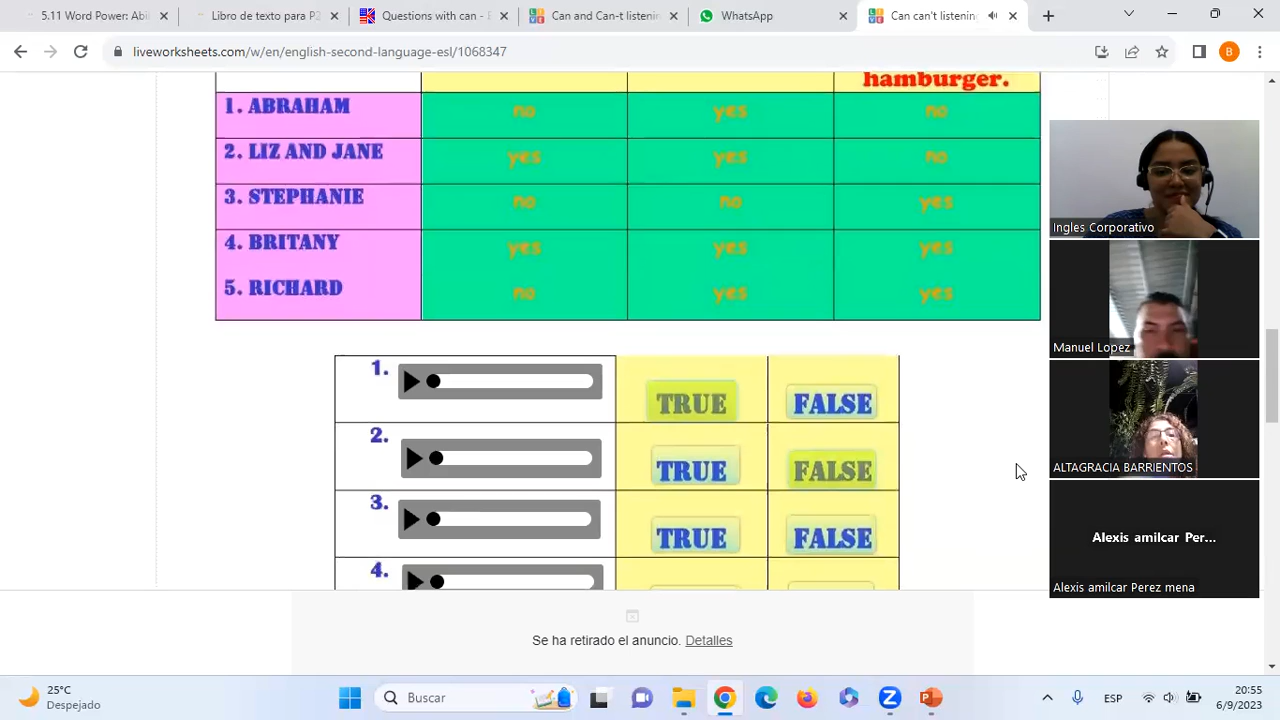 5.11 Word Power: Abil
Libro de texto para P2
Questions with can - E
Can and Can-t listenin
WhatsApp
Can can't listenin
liveworksheets.com/w/en/english-second-language-esl/1068347
B
hamburger.
1. ABRAHAM no yes no
2. LIZ AND JANE yes yes no
3. STEPHANIE no no yes
4. BRITANY yes yes yes
5. RICHARD no yes yes
1. TRUE FALSE
2. TRUE FALSE
3. TRUE FALSE
4.
Ingles Corporativo
Manuel Lopez
ALTAGRACIA BARRIENTOS
Alexis amilcar Per...
Alexis amilcar Perez mena
Se ha retirado el anuncio. Detalles
25°C
Despejado
Buscar
ESP
20:55
6/9/2023